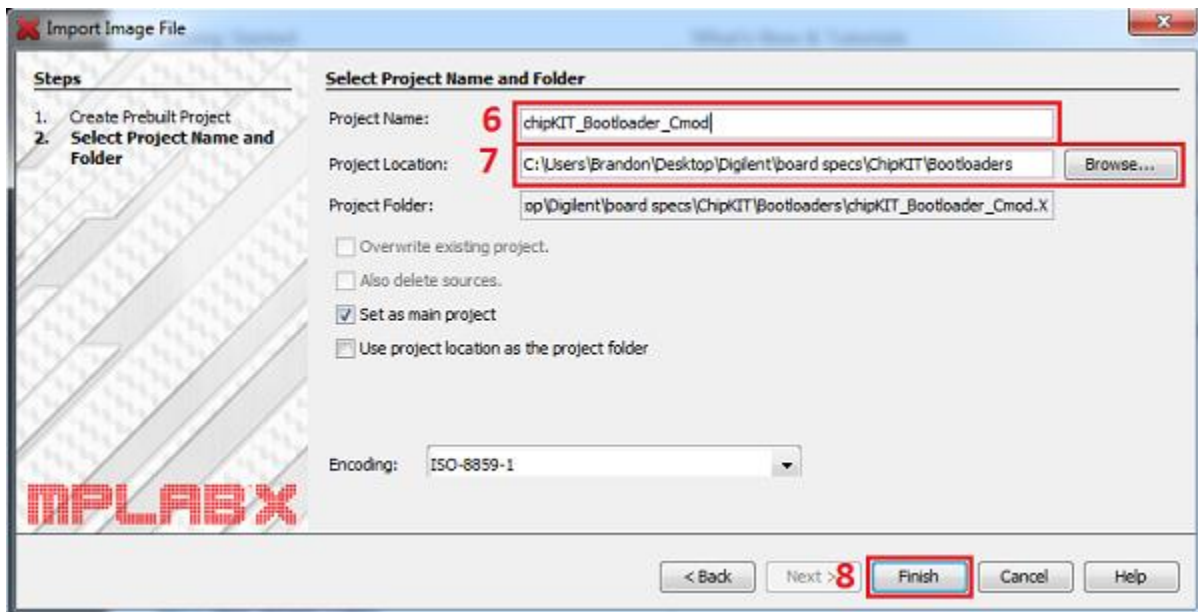 Import Image File
Steps
1. Create Prebuilt Project
2. Select Project Name and
Folder
MPLAB X
Select Project Name and Folder
Project Name: 6 chipKIT_Bootloader_Cmod
Project Location: 7 C:\Users\Brandon\Desktop\Digilent\board specs\ChipKIT\Bootloaders Browse...
Project Folder: op\Digilent\board specs\ChipKIT\Bootloaders\chipKIT_Bootloader_Cmod.X
Overwrite existing project.
Also delete sources.
Set as main project
Use project location as the project folder
Encoding: ISO-8859-1
< Back Next > 8 Finish Cancel Help